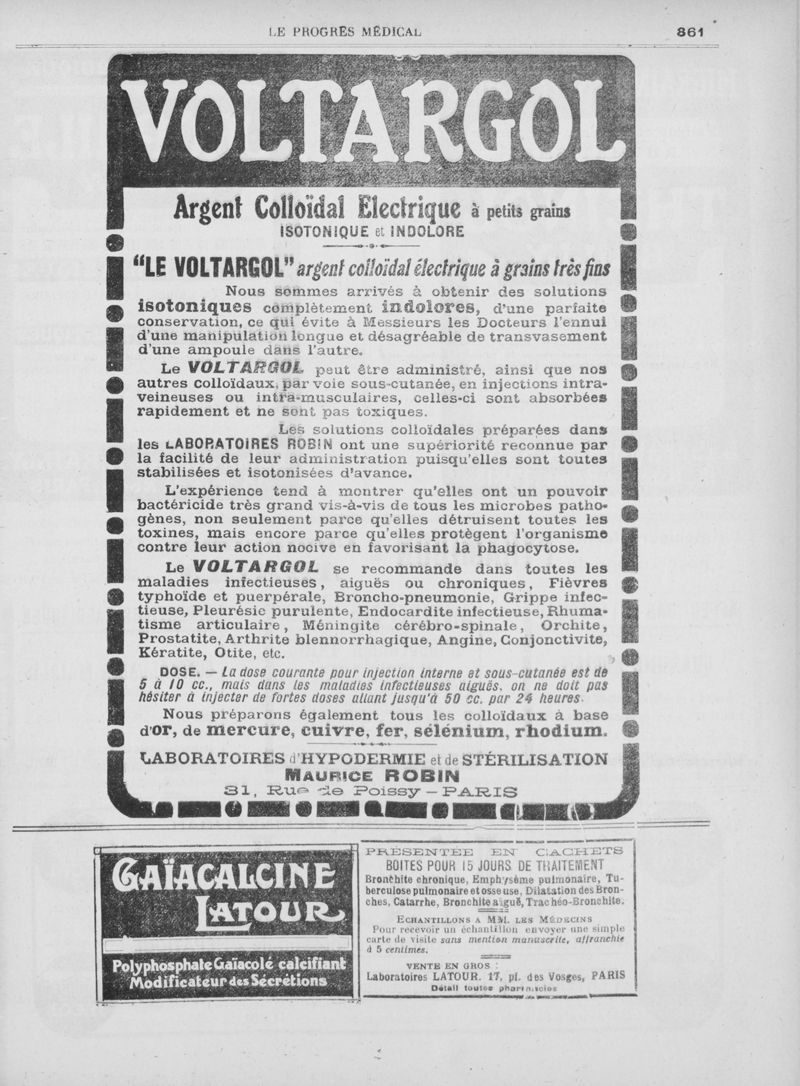 LE PROGRÈS MÉDICAL 861
VOLTARGOL
Argent Colloïdal Electrique à petits grains
ISOTONIQUE et INDOLORE
"LE VOLTARGOL" argent colloïdal électrique à grains très fins
Nous sommes arrivés à obtenir des solutions
isotoniques complètement indolores, d'une parfaite
conservation, ce qui évite à Messieurs les Docteurs l'ennui
d'une manipulation longue et désagréable de transvasement
d'une ampoule dans l'autre.
Le VOLTARGOL peut être administré, ainsi que nos
autres colloïdaux, par voie sous-cutanée, en injections intra-
veineuses ou intra-musculaires, celles-ci sont absorbées
rapidement et ne sont pas toxiques.
Les solutions colloïdales préparées dans
les LABORATOIRES ROBIN ont une supériorité reconnue par
la facilité de leur administration puisqu'elles sont toutes
stabilisées et isotonisées d'avance.
L'expérience tend à montrer qu'elles ont un pouvoir
bactéricide très grand vis-à-vis de tous les microbes patho-
gènes, non seulement parce qu'elles détruisent toutes les
toxines, mais encore parce qu'elles protègent l'organisme
contre leur action nocive en favorisant la phagocytose.
Le VOLTARGOL se recommande dans toutes les
maladies infectieuses, aiguës ou chroniques, Fièvres
typhoïde et puerpérale, Broncho-pneumonie, Grippe infec-
tieuse, Pleurésie purulente, Endocardite infectieuse, Rhuma-
tisme articulaire, Méningite cérébro-spinale, Orchite,
Prostatite, Arthrite blennorrhagique, Angine, Conjonctivite,
Kératite, Otite, etc.
DOSE. — La dose courante pour injection interne et sous-cutanée est de
5 à 10 cc., mais dans les maladies infectieuses aiguës, on ne doit pas
hésiter à injecter de fortes doses allant jusqu'à 50 cc. par 24 heures.
Nous préparons également tous les colloïdaux à base
d'or, de mercure, cuivre, fer, sélénium, rhodium.
LABORATOIRES d'HYPODERMIE et de STÉRILISATION
MAURICE ROBIN
31, Rue de Poissy — PARIS
GAÏACALCINE
LATOUR
Polyphosphate Gaïacolé calcifiant
Modificateur des Sécrétions
PRÉSENTÉE EN CACHETS
BOITES POUR 15 JOURS DE TRAITEMENT
Bronchite chronique, Emphysème pulmonaire, Tu-
berculose pulmonaire et osseuse, Dilatation des Bron-
ches, Catarrhe, Bronchite aiguë, Trachéo-Bronchite.
ECHANTILLONS A MM. LES MÉDECINS
Pour recevoir un échantillon envoyer une simple
carte de visite sans mention manuscrite, affranchie
à 5 centimes.
VENTE EN GROS :
Laboratoires LATOUR. 17, pl. des Vosges, PARIS
Détail toutes pharmacies